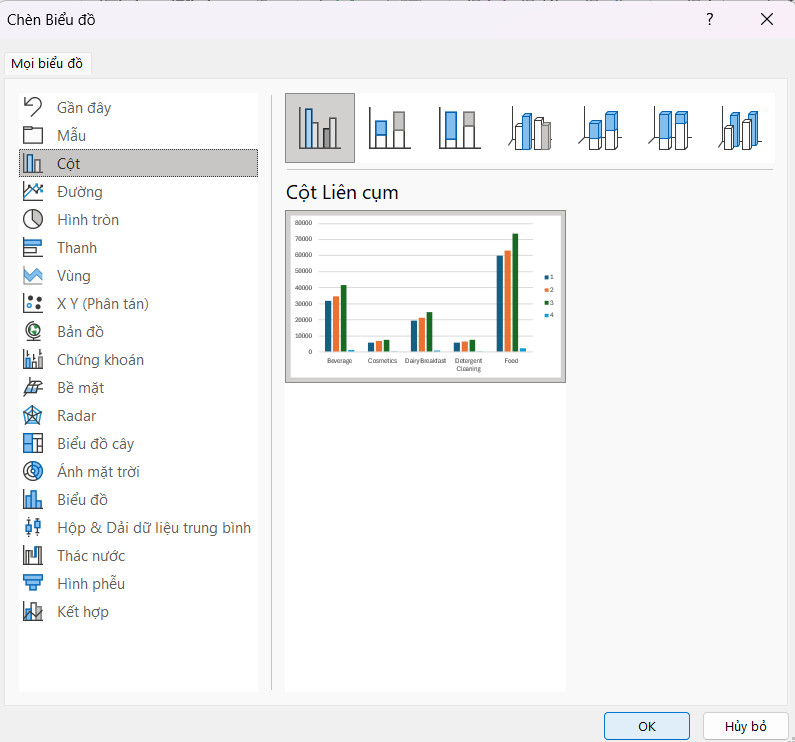 Chèn Biểu đồ
?
Mọi biểu đồ
Gần đây
Mẫu
Cột
Đường
Hình tròn
Thanh
Vùng
X Y (Phân tán)
Bản đồ
Chứng khoán
Bề mặt
Radar
Biểu đồ cây
Ánh mặt trời
Biểu đồ
Hộp & Dải dữ liệu trung bình
Thác nước
Hình phễu
Kết hợp
Cột Liên cụm
80000
70000
60000
50000
40000
30000
20000
10000
0
Beverage Cosmetics DairyBreakfast Detergent Food
Cleaning
1
2
3
4
OK Hủy bỏ